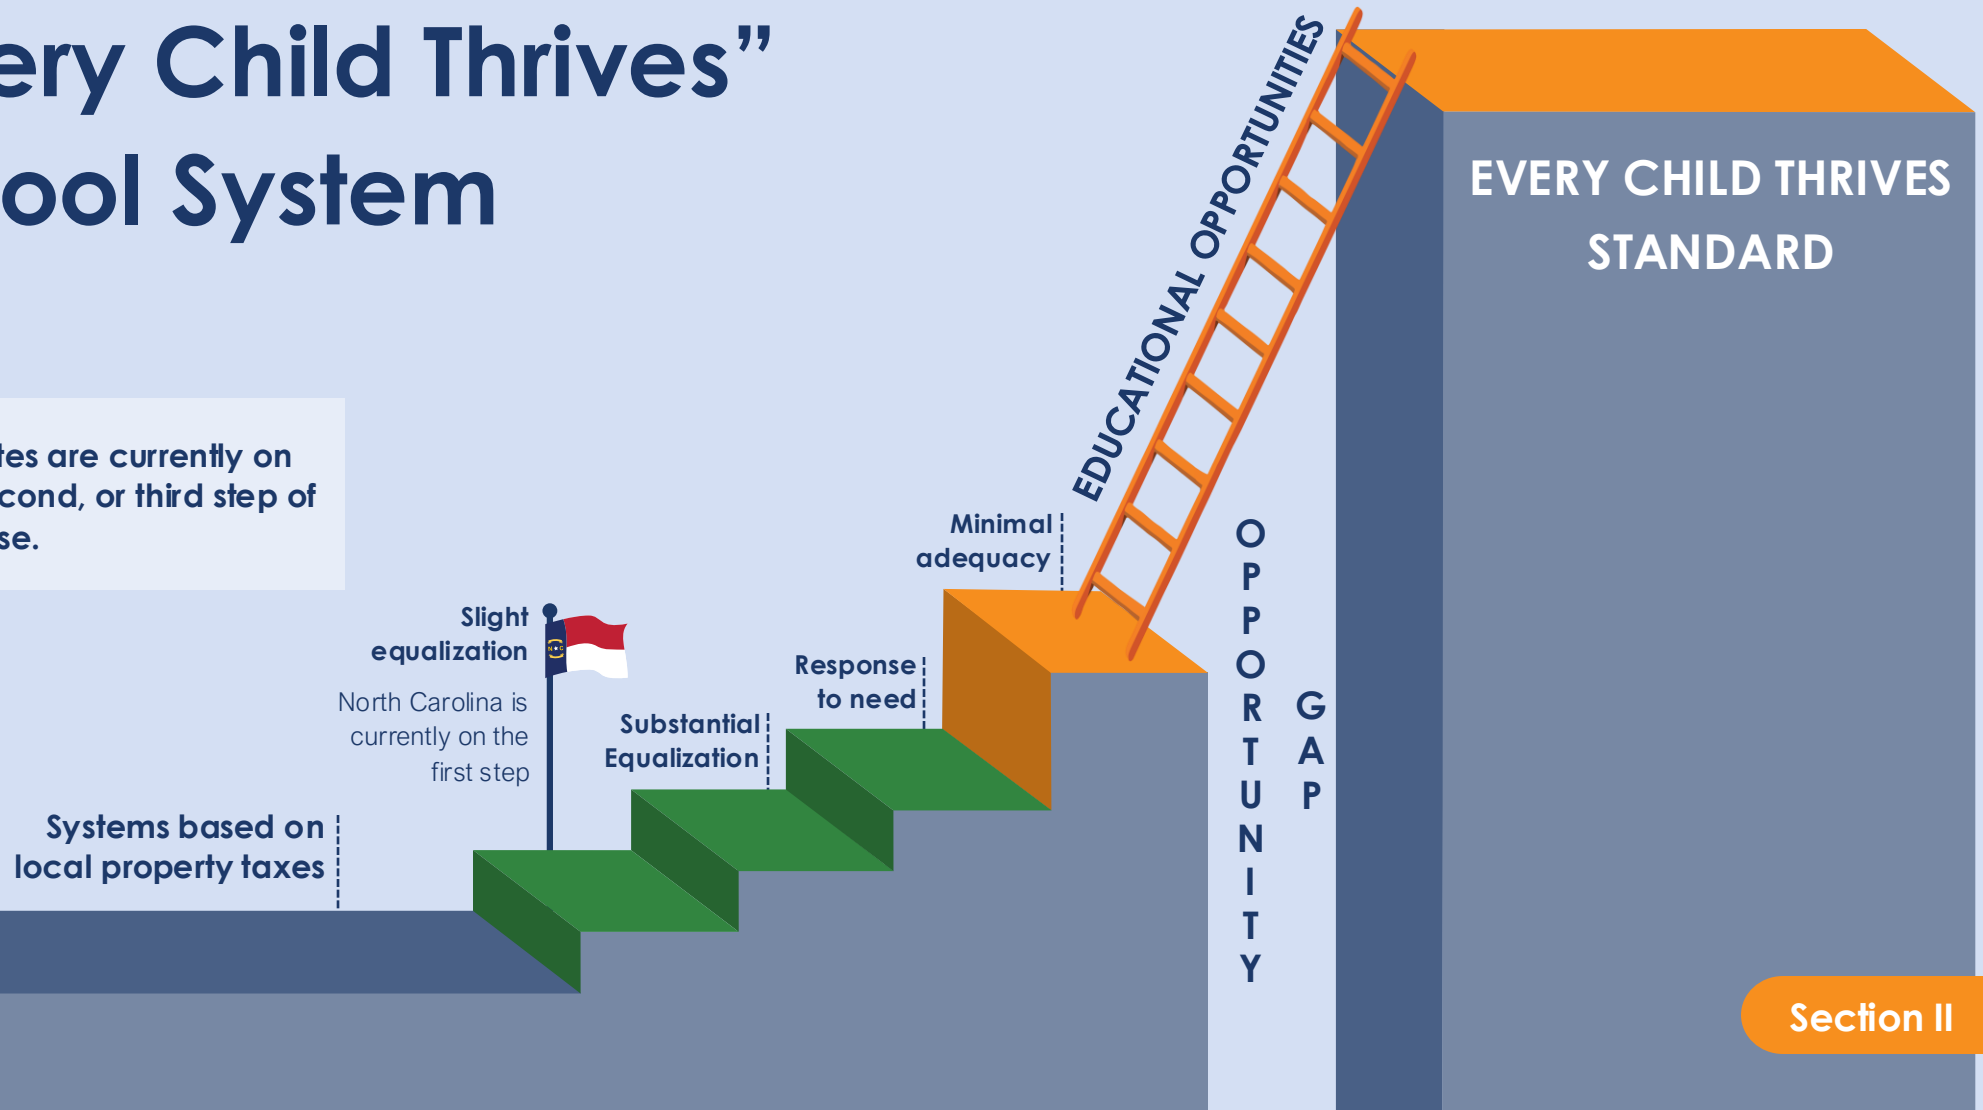 ery Child Thrives”
ool System
EDUCATIONAL OPPORTUNITIES
EVERY CHILD THRIVES
STANDARD
tes are currently on
cond, or third step of
se.
Minimal
adequacy
OPPORTUNITY
GAP
Slight
equalization
North Carolina is
currently on the
first step
Response
to need
Substantial
Equalization
Systems based on
local property taxes
N★C
Section II